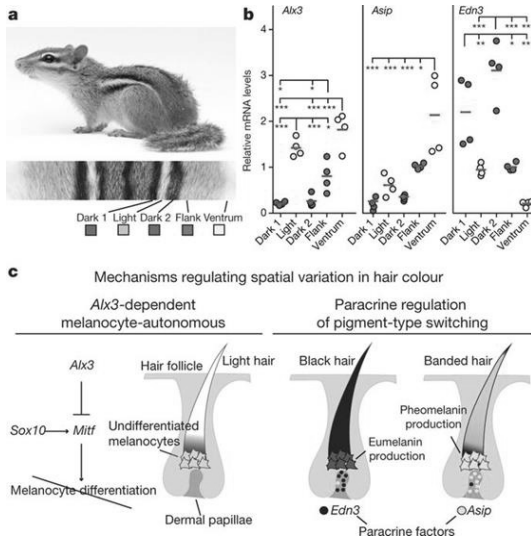 a
Dark 1 Light Dark 2 Flank Ventrum
b
Alx3 Asip Edn3
Relative mRNA levels
4
3
2
1
0
* *
*** *** *** ***
*** *** *
*** *** *** *
*** *** **
** * **
Dark 1 Light Dark 2 Flank Ventrum
Dark 1 Light Dark 2 Flank Ventrum
Dark 1 Light Dark 2 Flank Ventrum
c Mechanisms regulating spatial variation in hair colour
Alx3-dependent
melanocyte-autonomous
Alx3
Sox10 Mitf
Melanocyte differentiation
Hair follicle
Light hair
Undifferentiated
melanocytes
Dermal papillae
Paracrine regulation
of pigment-type switching
Black hair Banded hair
Pheomelanin
production
Eumelanin
production
Edn3 Asip
Paracrine factors